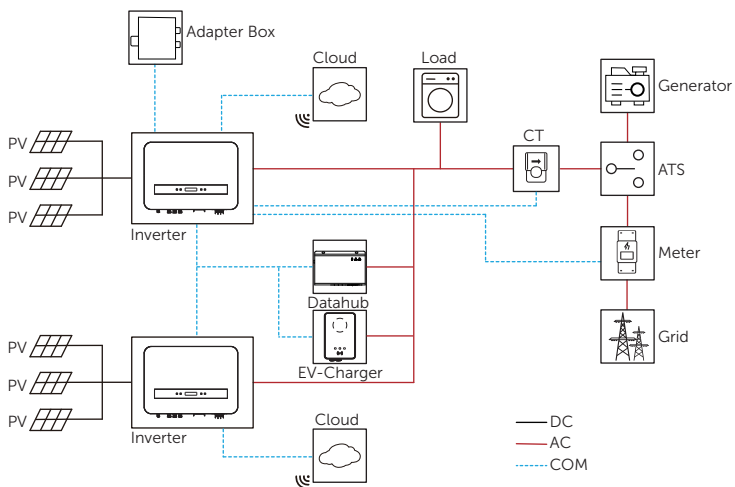 Adapter Box
Cloud
Load
Generator
CT
PV
PV
ATS
PV
Inverter
Meter
Datahub
Grid
PV
EV-Charger
PV
PV
Cloud
DC
Inverter
AC
COM